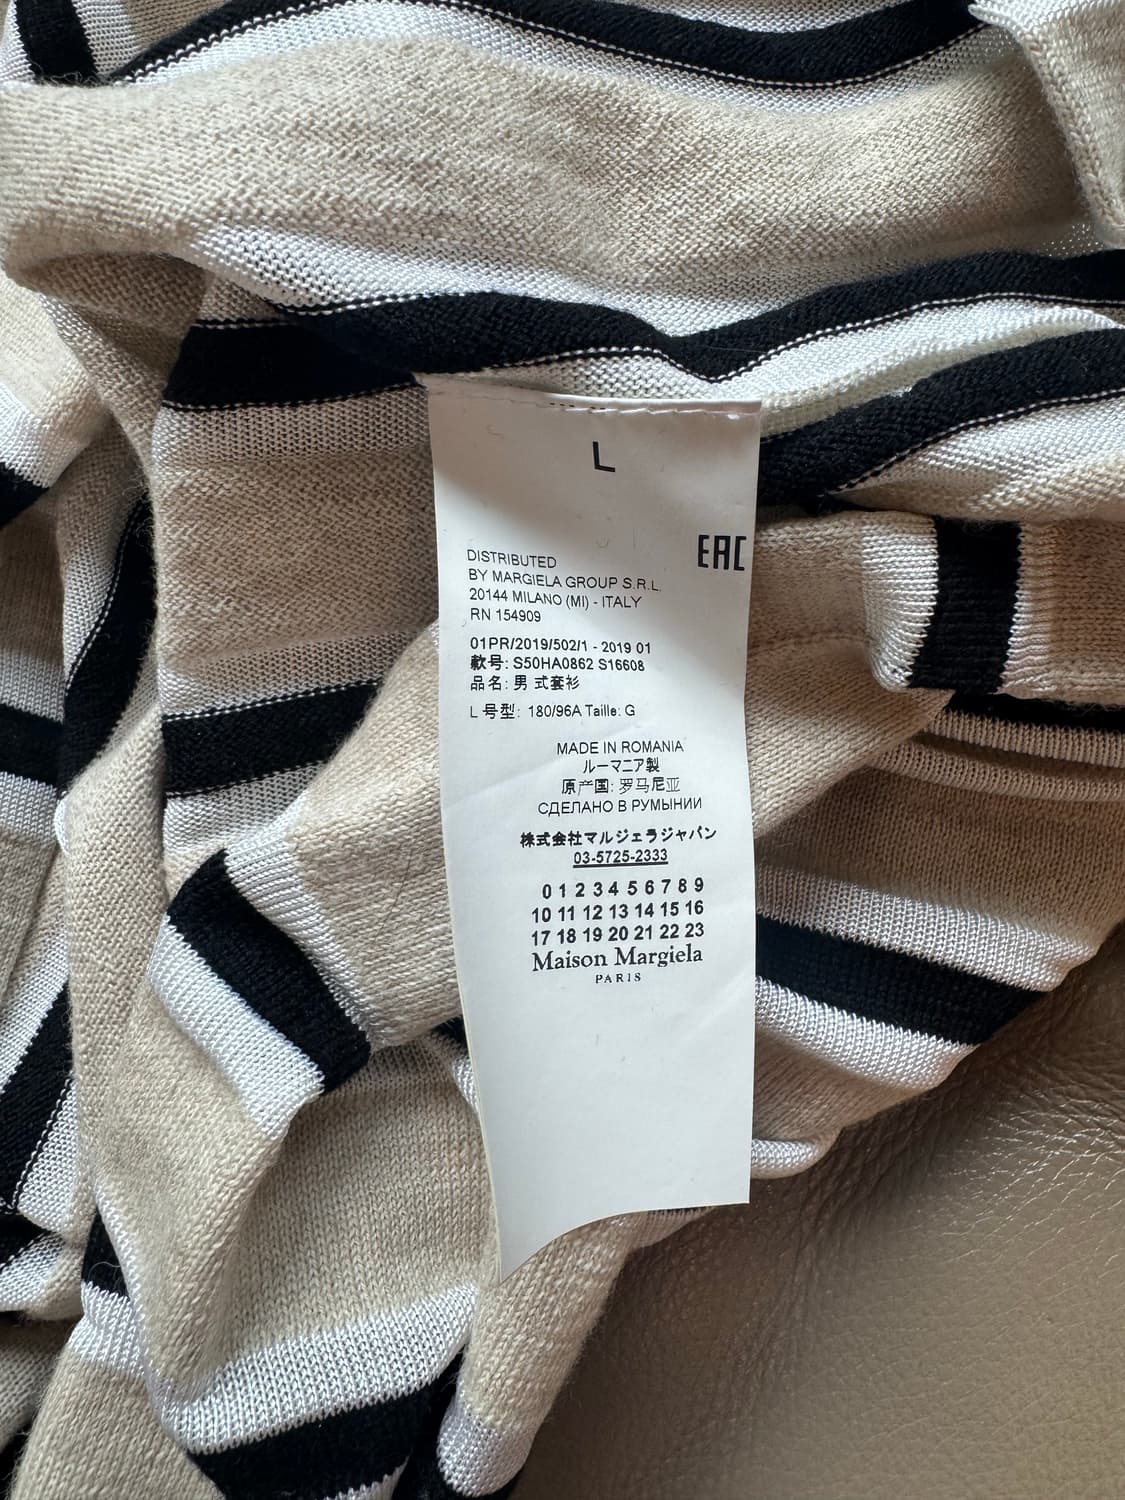 L
EAC
DISTRIBUTED
BY MARGIELA GROUP S.R.L.
20144 MILANO (MI) - ITALY
RN 154909
01PR/2019/502/1 - 2019 01
款号: S50HA0862 S16608
品名: 男 式套衫
L 号型: 180/96A Taille: G
MADE IN ROMANIA
ルーマニア製
原产国: 罗马尼亚
СДЕЛАНО В РУМЫНИИ
株式会社マルジェラジャパン
03-5725-2333
0 1 2 3 4 5 6 7 8 9
10 11 12 13 14 15 16
17 18 19 20 21 22 23
Maison Margiela
PARIS